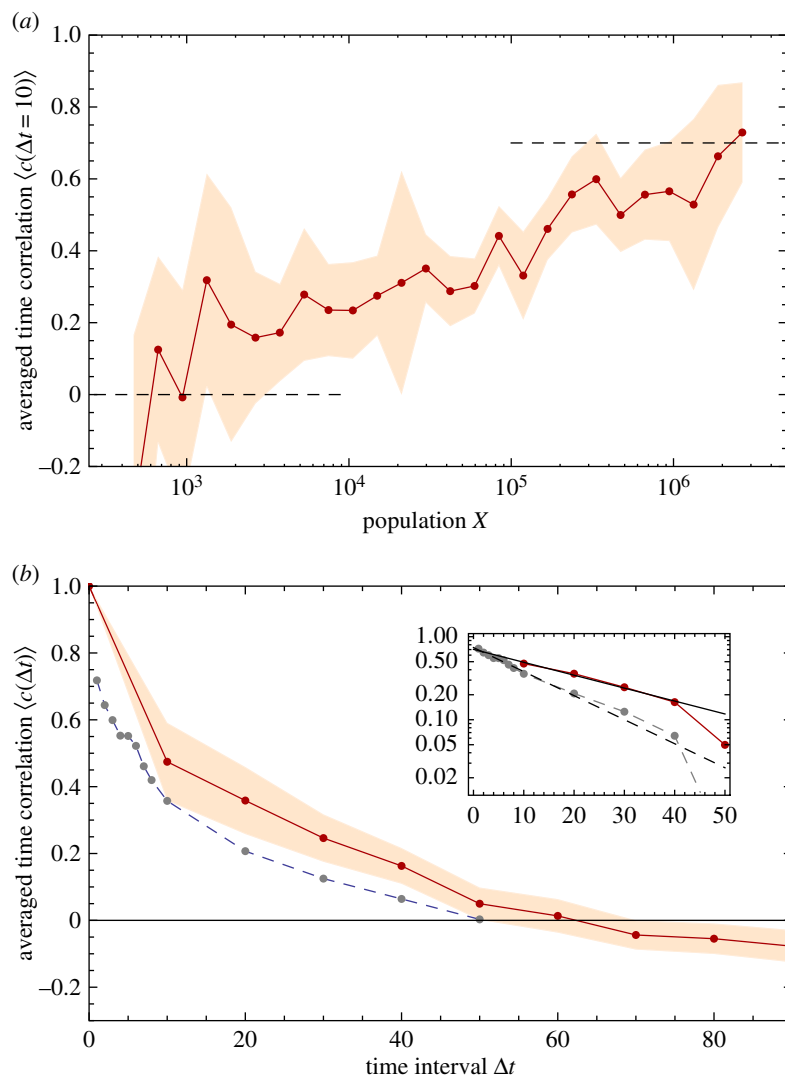 (a)
1.0
0.8
0.6
0.4
0.2
0
–0.2
averaged time correlation ⟨c(Δt = 10)⟩
10³ 10⁴ 10⁵ 10⁶
population X
(b)
1.0
0.8
0.6
0.4
0.2
0
–0.2
averaged time correlation ⟨c(Δt)⟩
1.00
0.50
0.20
0.10
0.05
0.02
0 10 20 30 40 50
0 20 40 60 80
time interval Δt